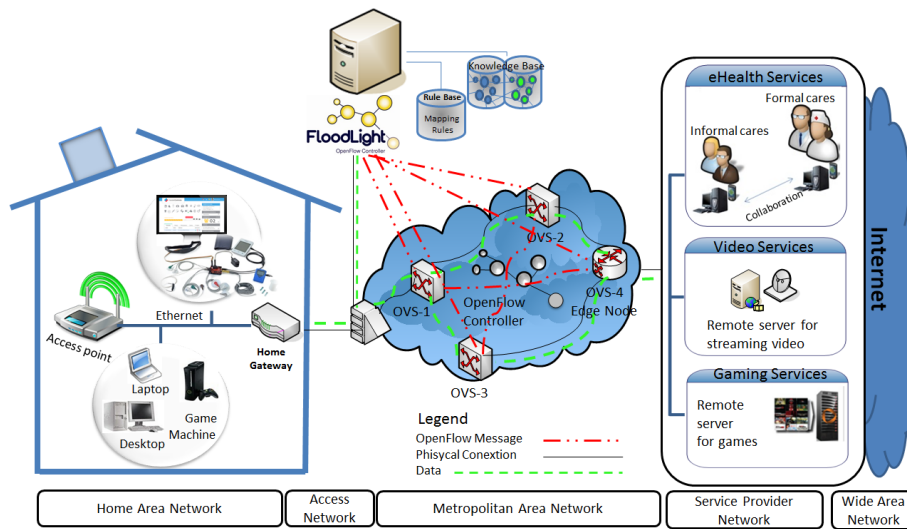 Knowledge Base
Rule Base
Mapping
Rules
FloodLight
OpenFlow Controller
eHealth Services
Formal cares
Informal cares
Collaboration
Internet
OVS-2
Video Services
Remote server for
streaming video
OVS-1
OpenFlow
Controller
OVS-4
Edge Node
Access point
Ethernet
Home
Gateway
OVS-3
Gaming Services
Remote
server
for games
Laptop
Game
Machine
Desktop
Legend
OpenFlow Message
Phisycal Conextion
Data
Home Area Network
Access
Network
Metropolitan Area Network
Service Provider
Network
Wide Area
Network